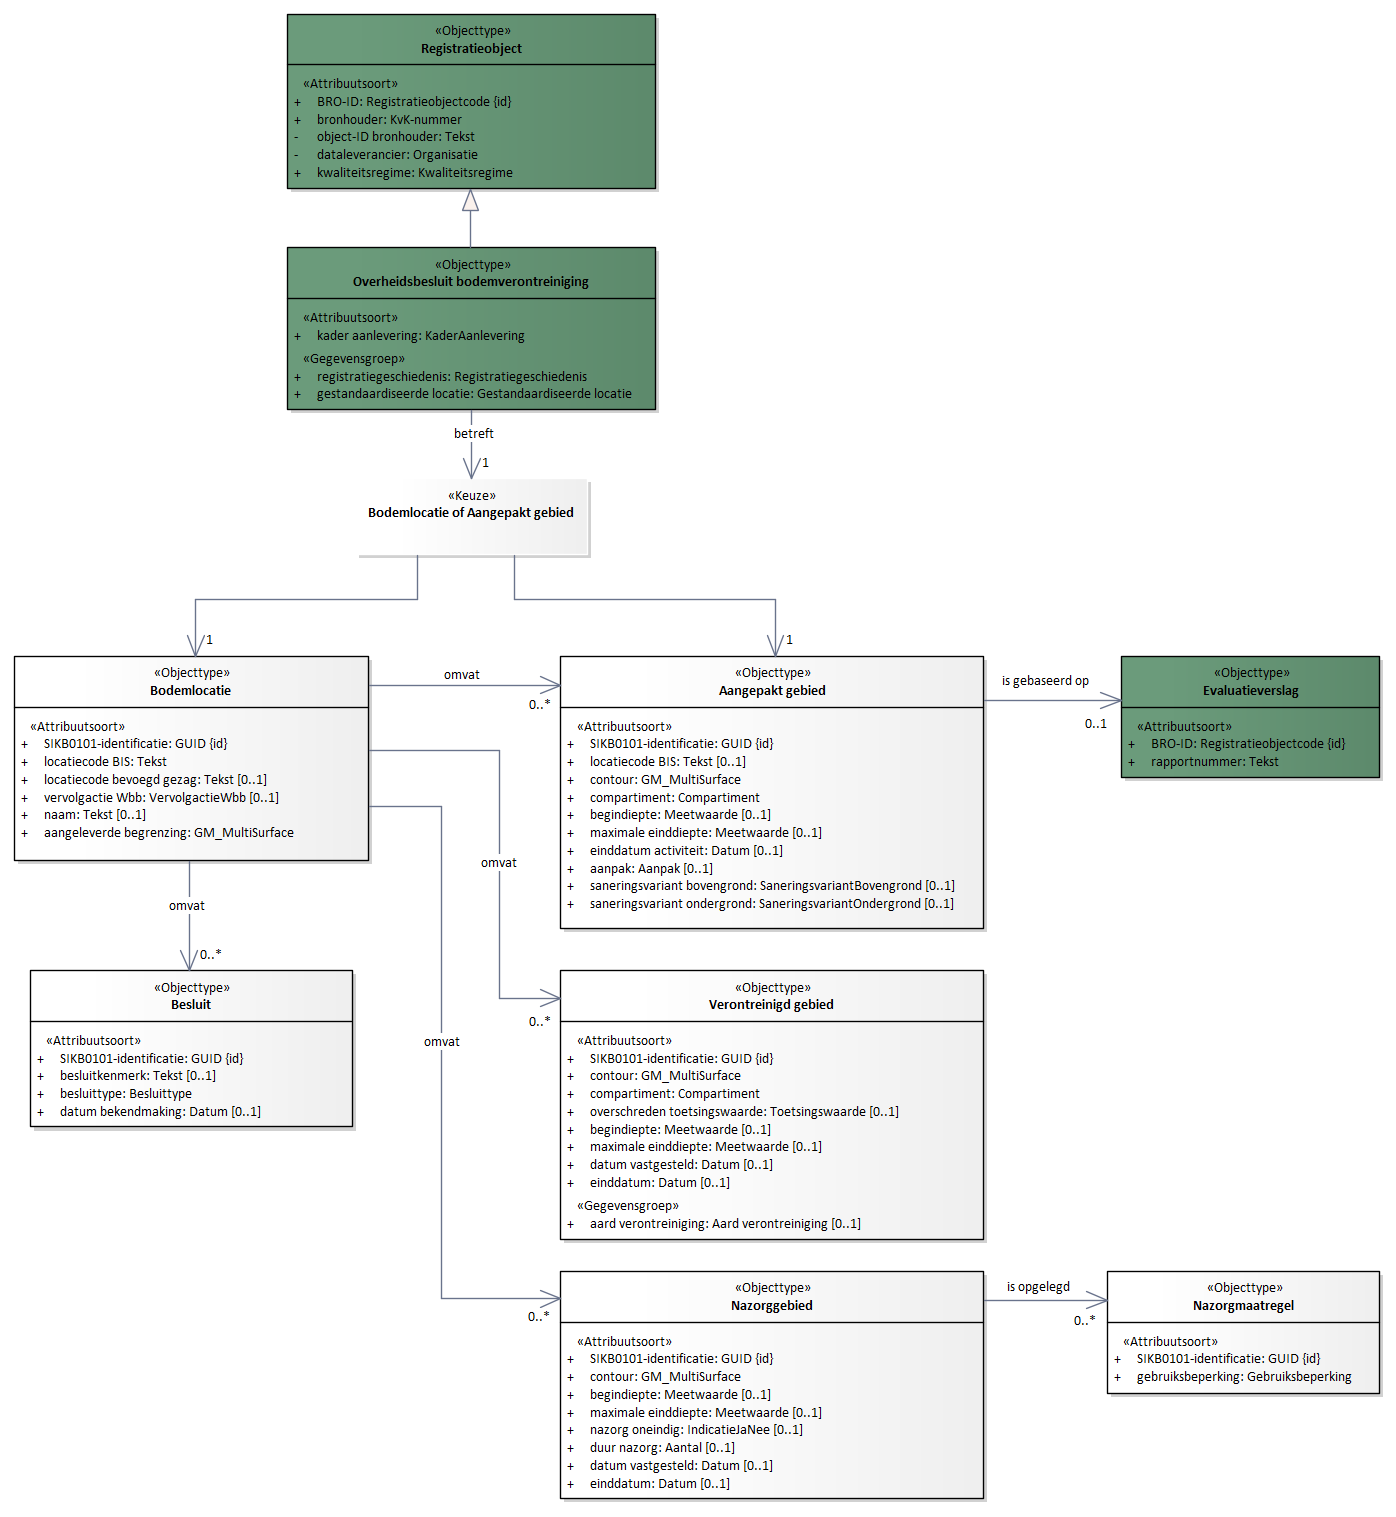 «Objecttype»
Registratieobject
«Attribuutsoort»
+ BRO-ID: Registratieobjectcode {id}
+ bronhouder: KvK-nummer
- object-ID bronhouder: Tekst
- dataleverancier: Organisatie
+ kwaliteitsregime: Kwaliteitsregime
«Objecttype»
Overheidsbesluit bodemverontreiniging
«Attribuutsoort»
+ kader aanlevering: KaderAanlevering
«Gegevensgroep»
+ registratiegeschiedenis: Registratiegeschiedenis
+ gestandaardiseerde locatie: Gestandaardiseerde locatie
betreft
1
«Keuze»
Bodemlocatie of Aangepakt gebied
1
1
«Objecttype»
Bodemlocatie
«Attribuutsoort»
+ SIKB0101-identificatie: GUID {id}
+ locatiecode BIS: Tekst
+ locatiecode bevoegd gezag: Tekst [0..1]
+ vervolgactie Wbb: VervolgactieWbb [0..1]
+ naam: Tekst [0..1]
+ aangeleverde begrenzing: GM_MultiSurface
omvat
0..*
«Objecttype»
Aangepakt gebied
«Attribuutsoort»
+ SIKB0101-identificatie: GUID {id}
+ locatiecode BIS: Tekst [0..1]
+ contour: GM_MultiSurface
+ compartiment: Compartiment
+ begindiepte: Meetwaarde [0..1]
+ maximale einddiepte: Meetwaarde [0..1]
+ einddatum activiteit: Datum [0..1]
+ aanpak: Aanpak [0..1]
+ saneringsvariant bovengrond: SaneringsvariantBovengrond [0..1]
+ saneringsvariant ondergrond: SaneringsvariantOndergrond [0..1]
is gebaseerd op
0..1
«Objecttype»
Evaluatieverslag
«Attribuutsoort»
+ BRO-ID: Registratieobjectcode {id}
+ rapportnummer: Tekst
omvat
omvat
0..*
«Objecttype»
Besluit
«Attribuutsoort»
+ SIKB0101-identificatie: GUID {id}
+ besluitkenmerk: Tekst [0..1]
+ besluittype: Besluittype
+ datum bekendmaking: Datum [0..1]
0..*
«Objecttype»
Verontreinigd gebied
«Attribuutsoort»
+ SIKB0101-identificatie: GUID {id}
+ contour: GM_MultiSurface
+ compartiment: Compartiment
+ overschreden toetsingswaarde: Toetsingswaarde [0..1]
+ begindiepte: Meetwaarde [0..1]
+ maximale einddiepte: Meetwaarde [0..1]
+ datum vastgesteld: Datum [0..1]
+ einddatum: Datum [0..1]
«Gegevensgroep»
+ aard verontreiniging: Aard verontreiniging [0..1]
omvat
0..*
«Objecttype»
Nazorggebied
«Attribuutsoort»
+ SIKB0101-identificatie: GUID {id}
+ contour: GM_MultiSurface
+ begindiepte: Meetwaarde [0..1]
+ maximale einddiepte: Meetwaarde [0..1]
+ nazorg oneindig: IndicatieJaNee [0..1]
+ duur nazorg: Aantal [0..1]
+ datum vastgesteld: Datum [0..1]
+ einddatum: Datum [0..1]
is opgelegd
0..*
«Objecttype»
Nazorgmaatregel
«Attribuutsoort»
+ SIKB0101-identificatie: GUID {id}
+ gebruiksbeperking: Gebruiksbeperking